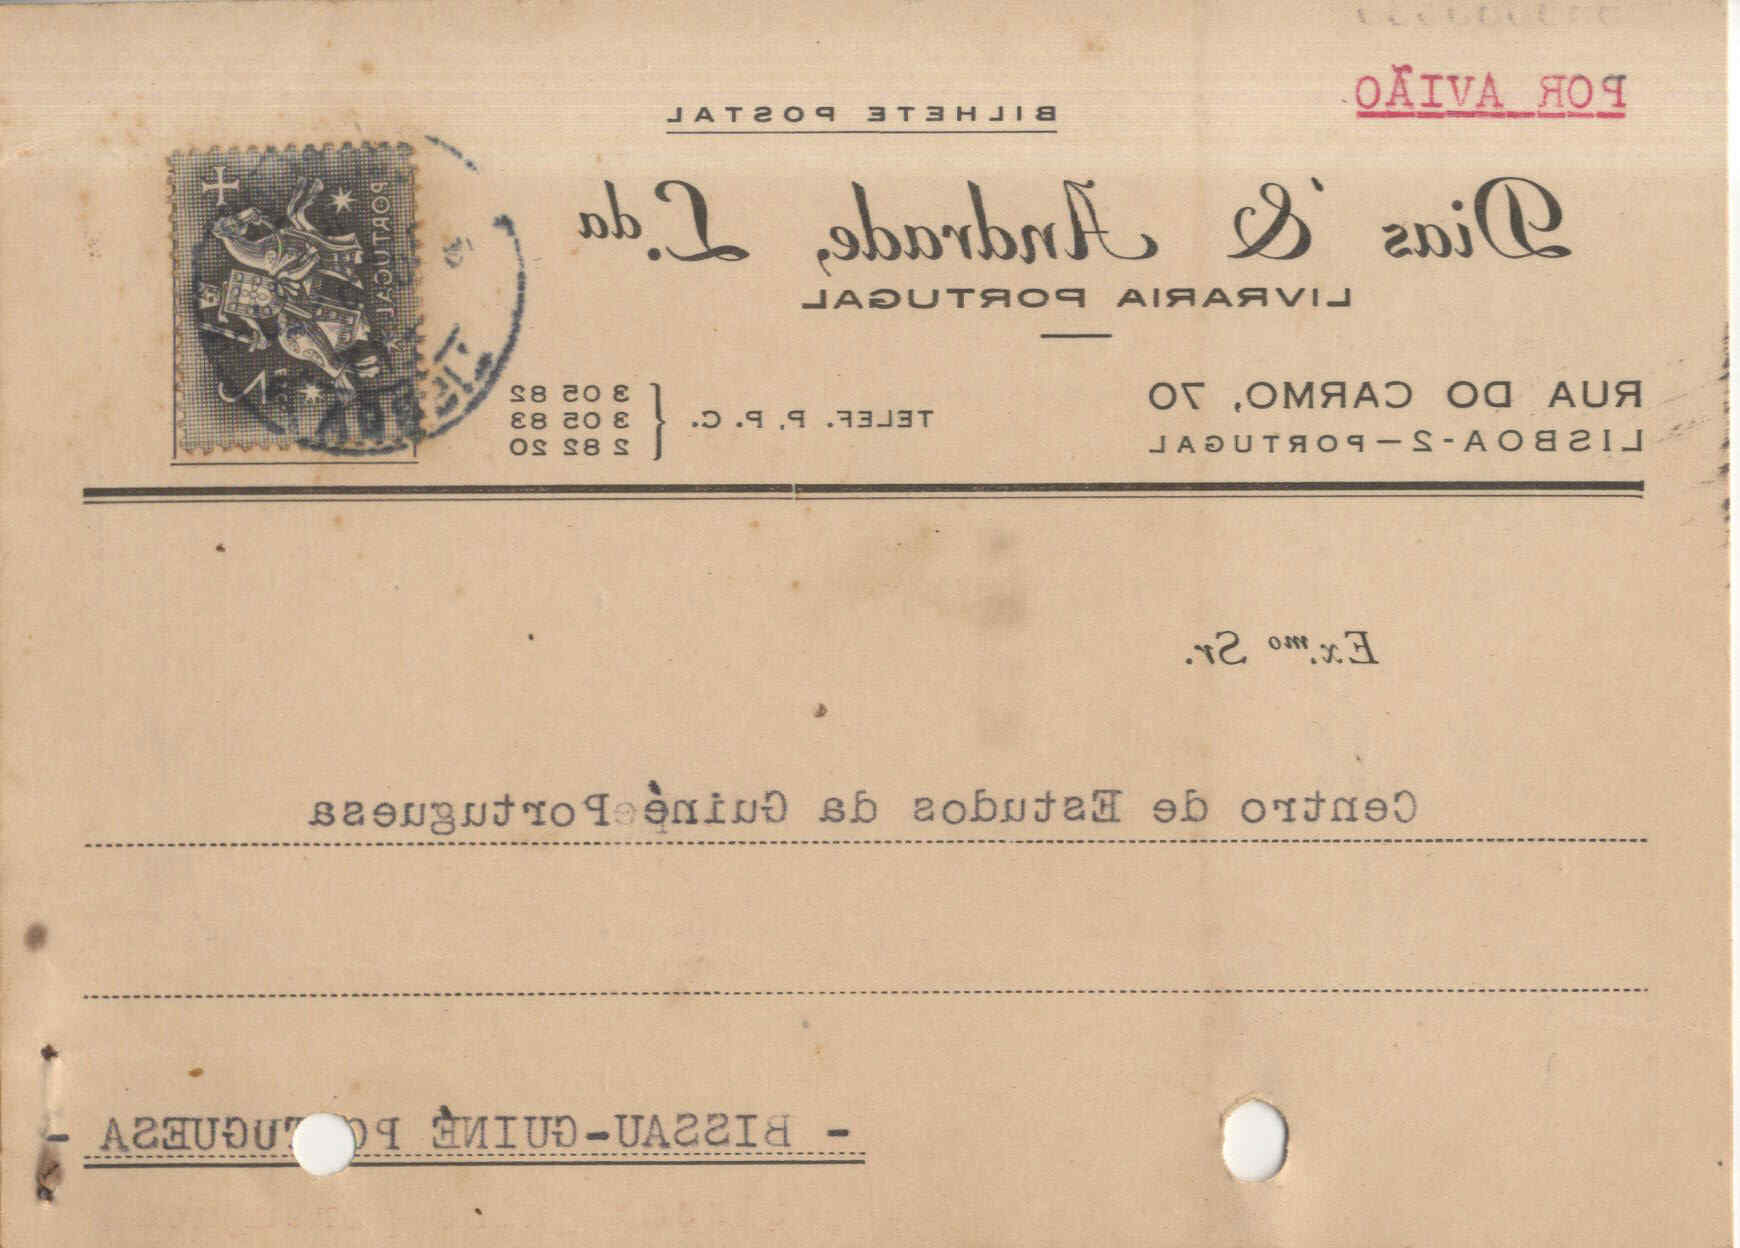 POR AVIÃO
BILHETE POSTAL
Dias & Andrade, L.da
LIVRARIA PORTUGAL
RUA DO CARMO, 70
LISBOA-2—PORTUGAL
TELEF. P. P. C. { 3 05 82
3 05 83
2 82 20
PORTUGAL
Ex.mo Sr.
Centro de Estudos da Guiné Portuguesa
- BISSAU-GUINÉ PO TUGUESA -